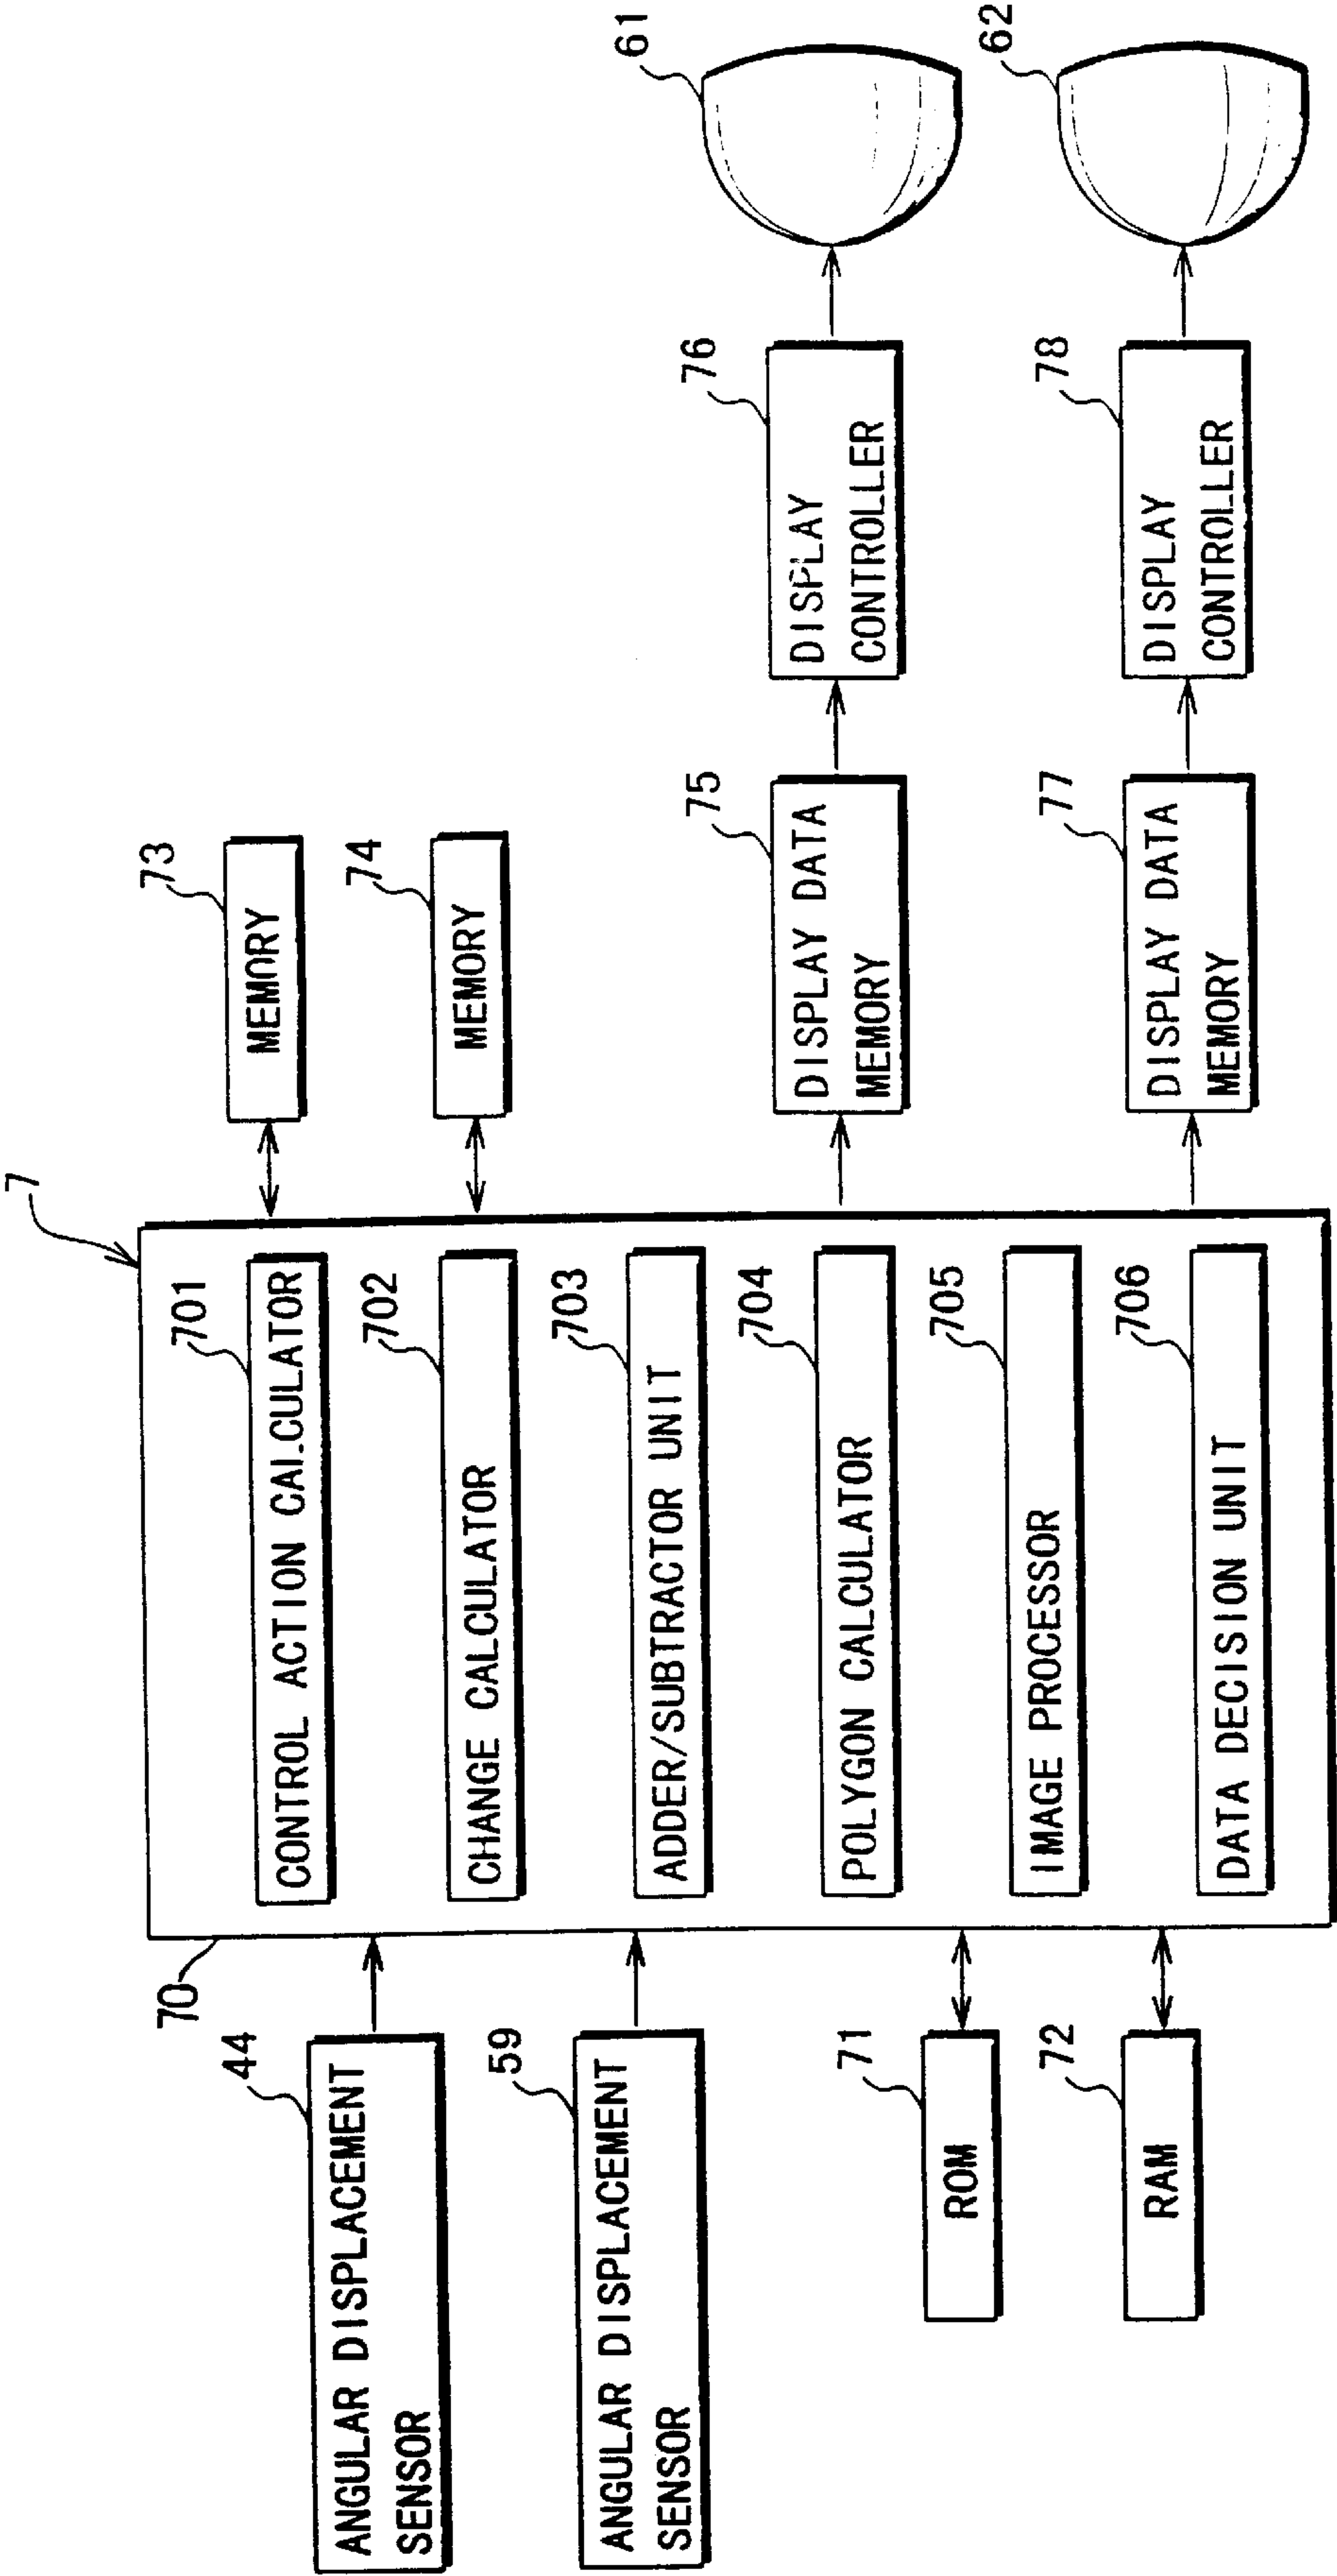 7
70
44
ANGULAR DISPLACEMENT
SENSOR
59
ANGULAR DISPLACEMENT
SENSOR
71
ROM
72
RAM
701
CONTROL ACTION CALCULATOR
702
CHANGE CALCULATOR
703
ADDER/SUBTRACTOR UNIT
704
POLYGON CALCULATOR
705
IMAGE PROCESSOR
706
DATA DECISION UNIT
73
MEMORY
74
MEMORY
75
DISPLAY DATA
MEMORY
76
DISPLAY
CONTROLLER
61
77
DISPLAY DATA
MEMORY
78
DISPLAY
CONTROLLER
62